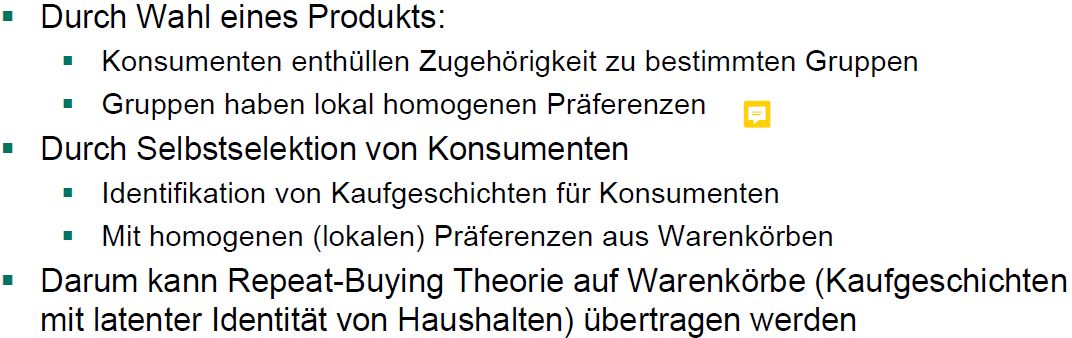 Durch Wahl eines Produkts:
Konsumenten enthüllen Zugehörigkeit zu bestimmten Gruppen
Gruppen haben lokal homogenen Präferenzen
Durch Selbstselektion von Konsumenten
Identifikation von Kaufgeschichten für Konsumenten
Mit homogenen (lokalen) Präferenzen aus Warenkörben
Darum kann Repeat-Buying Theorie auf Warenkörbe (Kaufgeschichten
mit latenter Identität von Haushalten) übertragen werden